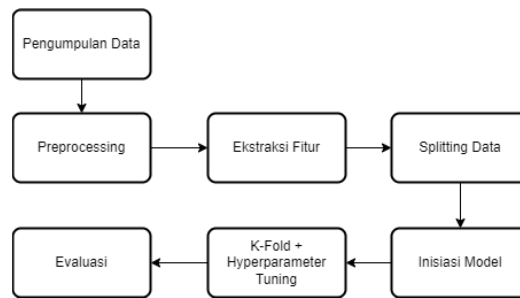 Pengumpulan Data
Preprocessing
Ekstraksi Fitur
Splitting Data
Inisiasi Model
K-Fold +
Hyperparameter
Tuning
Evaluasi